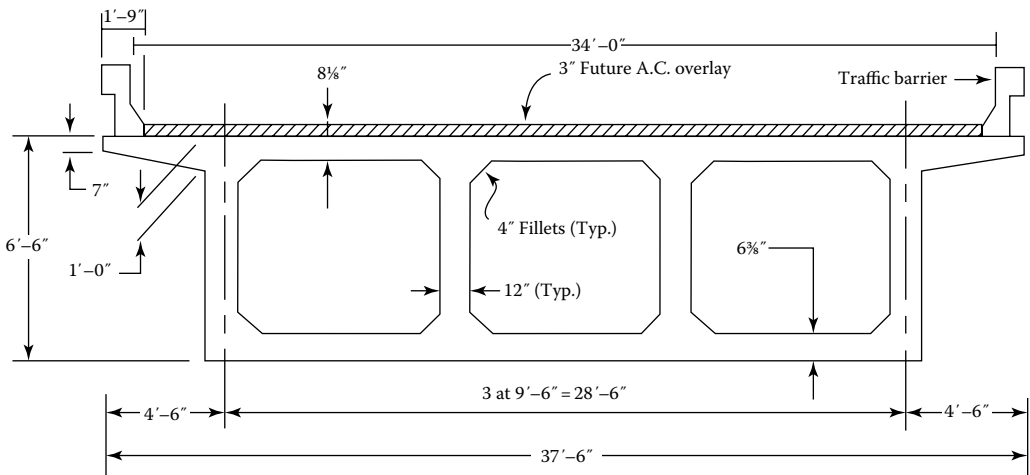 1′–9″
34′–0″
8⅛″
3″ Future A.C. overlay
Traffic barrier
7″
4″ Fillets (Typ.)
6′–6″
6⅜″
1′–0″
12″ (Typ.)
3 at 9′–6″ = 28′–6″
4′–6″
4′–6″
37′–6″